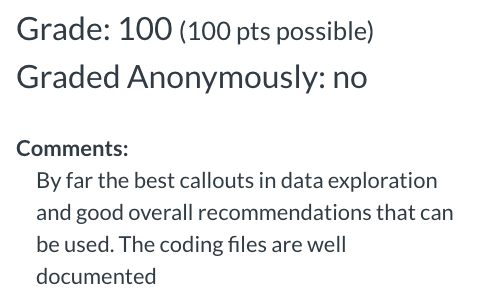 Grade: 100 (100 pts possible)
Graded Anonymously: no
Comments:
By far the best callouts in data exploration
and good overall recommendations that can
be used. The coding files are well
documented